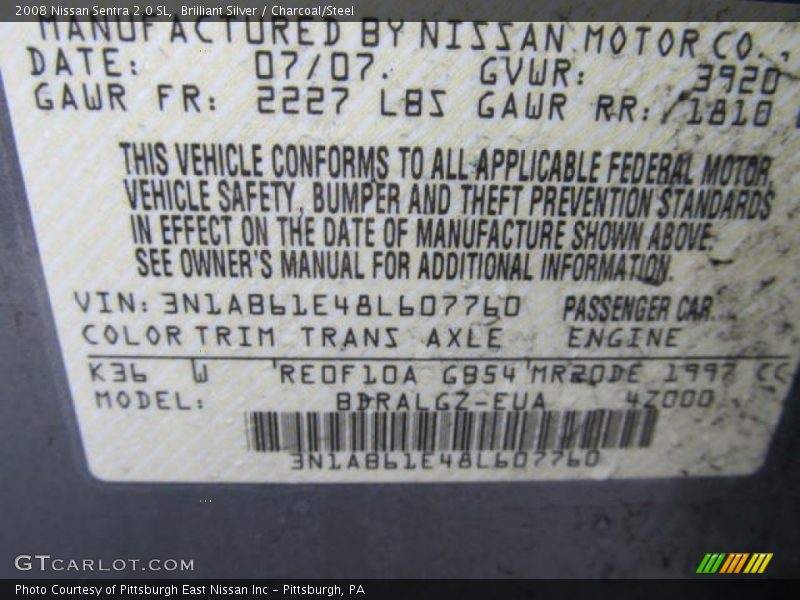 2008 Nissan Sentra 2.0 SL, Brilliant Silver / Charcoal/Steel
MANUFACTURED BY NISSAN MOTOR CO.,
DATE: 07/07. GVWR: 3920
GAWR FR: 2227 LBS GAWR RR: 1810
THIS VEHICLE CONFORMS TO ALL APPLICABLE FEDERAL MOTOR
VEHICLE SAFETY, BUMPER AND THEFT PREVENTION STANDARDS
IN EFFECT ON THE DATE OF MANUFACTURE SHOWN ABOVE.
SEE OWNER'S MANUAL FOR ADDITIONAL INFORMATION.
VIN: 3N1AB61E48L607760 PASSENGER CAR
COLOR TRIM TRANS AXLE ENGINE
K36 W RE0F10A GB54 MR20DE 1997 CC
MODEL: BDRALGZ-EUA 4Z000
3N1AB61E48L607760
GTCARLOT.COM
Photo Courtesy of Pittsburgh East Nissan Inc - Pittsburgh, PA